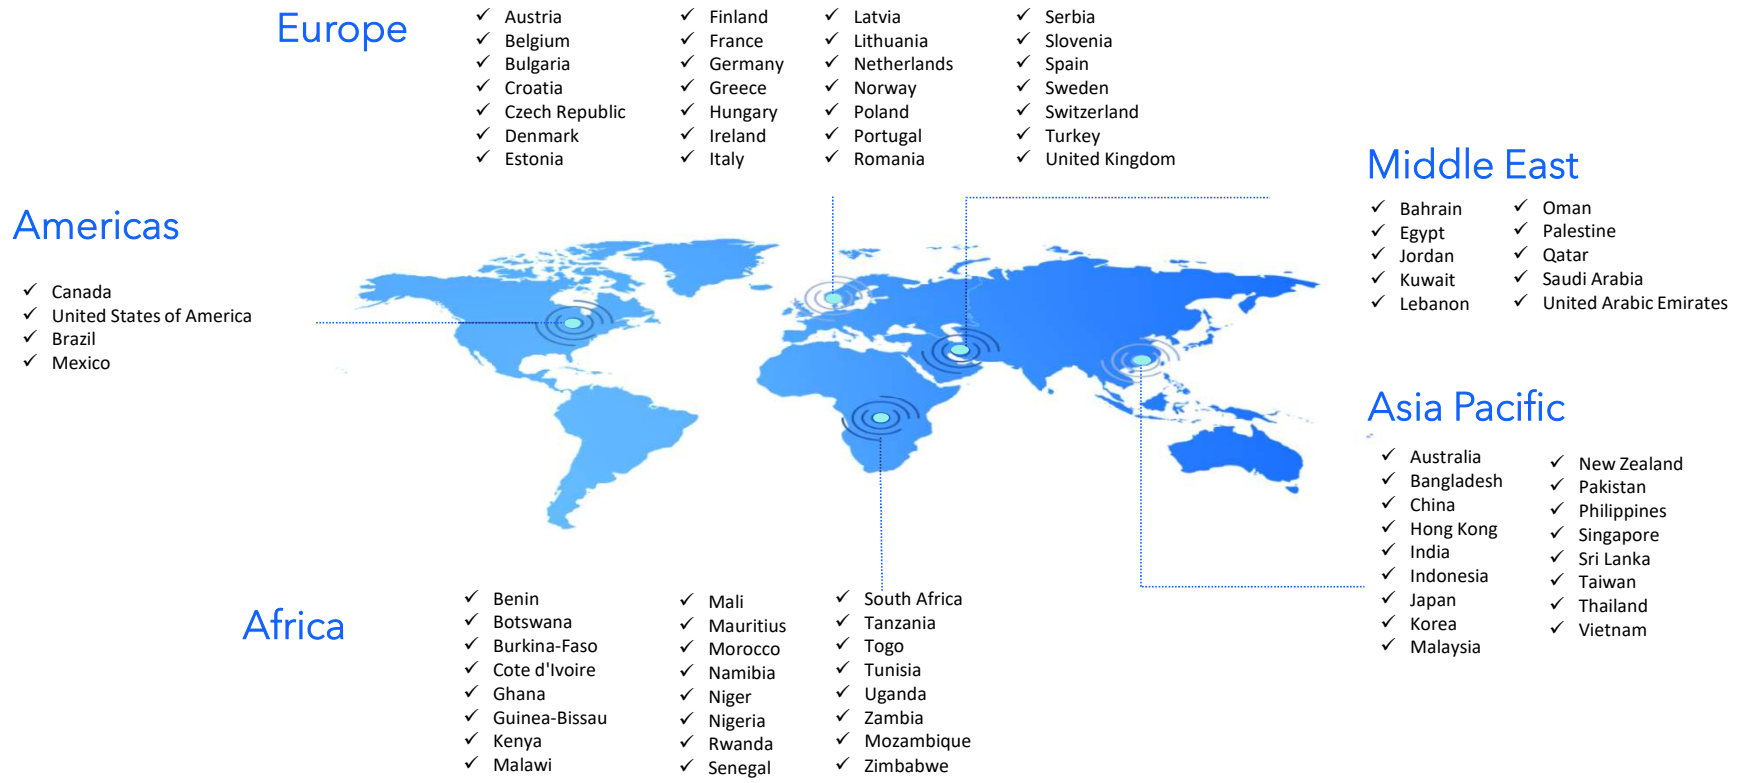 Europe
Austria
Belgium
Bulgaria
Croatia
Czech Republic
Denmark
Estonia
Finland
France
Germany
Greece
Hungary
Ireland
Italy
Latvia
Lithuania
Netherlands
Norway
Poland
Portugal
Romania
Serbia
Slovenia
Spain
Sweden
Switzerland
Turkey
United Kingdom
Middle East
Bahrain
Egypt
Jordan
Kuwait
Lebanon
Oman
Palestine
Qatar
Saudi Arabia
United Arabic Emirates
Americas
Canada
United States of America
Brazil
Mexico
Asia Pacific
Australia
Bangladesh
China
Hong Kong
India
Indonesia
Japan
Korea
Malaysia
New Zealand
Pakistan
Philippines
Singapore
Sri Lanka
Taiwan
Thailand
Vietnam
Africa
Benin
Botswana
Burkina-Faso
Cote d'Ivoire
Ghana
Guinea-Bissau
Kenya
Malawi
Mali
Mauritius
Morocco
Namibia
Niger
Nigeria
Rwanda
Senegal
South Africa
Tanzania
Togo
Tunisia
Uganda
Zambia
Mozambique
Zimbabwe